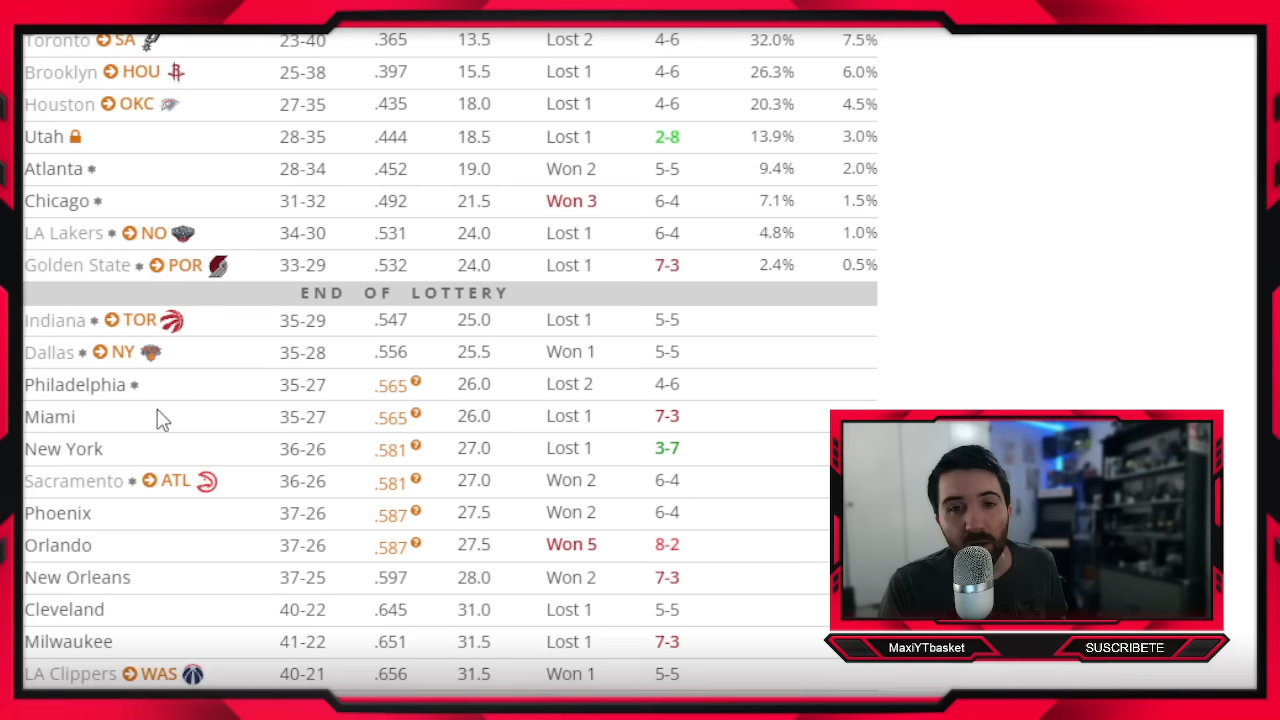 Toronto SA 23-40 .365 13.5 Lost 2 4-6 32.0% 7.5%
Brooklyn HOU 25-38 .397 15.5 Lost 1 4-6 26.3% 6.0%
Houston OKC 27-35 .435 18.0 Lost 1 4-6 20.3% 4.5%
Utah 28-35 .444 18.5 Lost 1 2-8 13.9% 3.0%
Atlanta * 28-34 .452 19.0 Won 2 5-5 9.4% 2.0%
Chicago * 31-32 .492 21.5 Won 3 6-4 7.1% 1.5%
LA Lakers * NO 34-30 .531 24.0 Lost 1 6-4 4.8% 1.0%
Golden State * POR 33-29 .532 24.0 Lost 1 7-3 2.4% 0.5%
END OF LOTTERY
Indiana * TOR 35-29 .547 25.0 Lost 1 5-5
Dallas * NY 35-28 .556 25.5 Won 1 5-5
Philadelphia * 35-27 .565 ? 26.0 Lost 2 4-6
Miami 35-27 .565 ? 26.0 Lost 1 7-3
New York 36-26 .581 ? 27.0 Lost 1 3-7
Sacramento * ATL 36-26 .581 ? 27.0 Won 2 6-4
Phoenix 37-26 .587 ? 27.5 Won 2 6-4
Orlando 37-26 .587 ? 27.5 Won 5 8-2
New Orleans 37-25 .597 28.0 Won 2 7-3
Cleveland 40-22 .645 31.0 Lost 1 5-5
Milwaukee 41-22 .651 31.5 Lost 1 7-3
LA Clippers WAS 40-21 .656 31.5 Won 1 5-5
MaxiYTbasket SUSCRIBETE